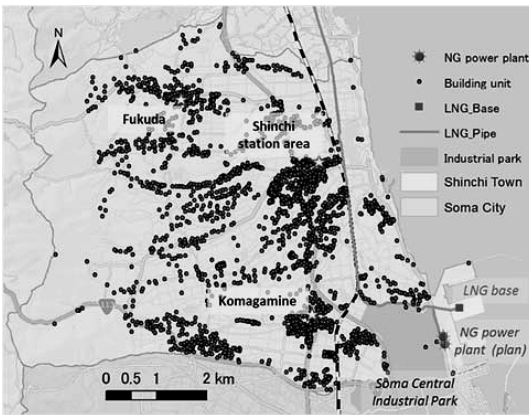 N
NG power plant
Building unit
LNG_Base
LNG_Pipe
Industrial park
Shinchi Town
Soma City
Fukuda
Shinchi
station area
Komagamine
LNG base
NG power
plant (plan)
Soma Central
Industrial Park
0 0.5 1 2 km